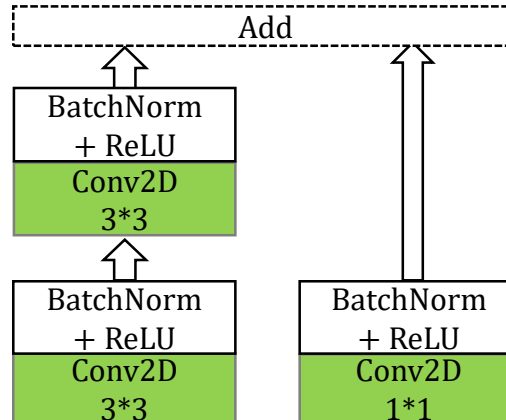 Add
BatchNorm
+ ReLU
Conv2D
3*3
BatchNorm
+ ReLU
Conv2D
3*3
BatchNorm
+ ReLU
Conv2D
1*1